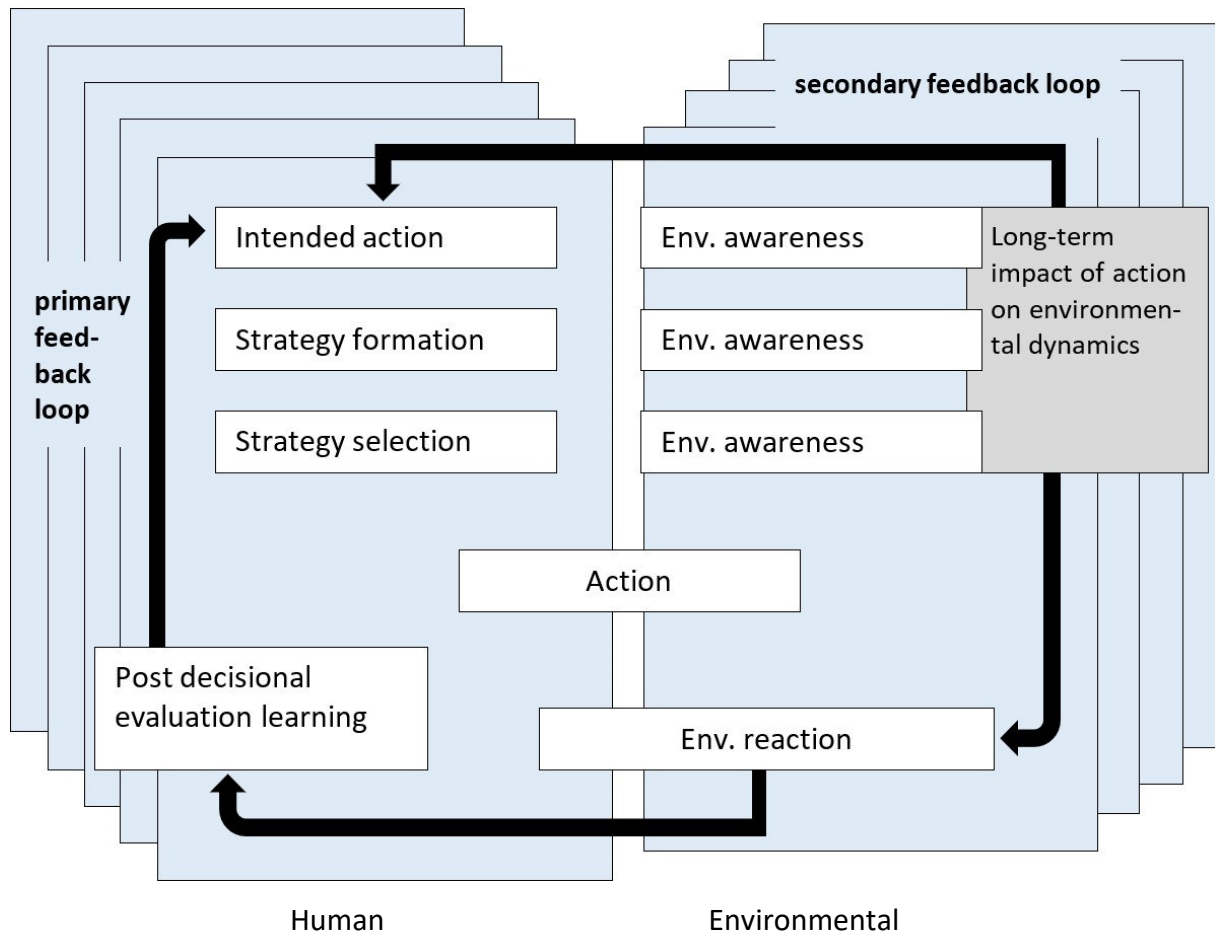 secondary feedback loop
primary
feed-
back
loop
Intended action
Strategy formation
Strategy selection
Env. awareness
Env. awareness
Env. awareness
Long-term
impact of action
on environmen-
tal dynamics
Action
Post decisional
evaluation learning
Env. reaction
Human
Environmental